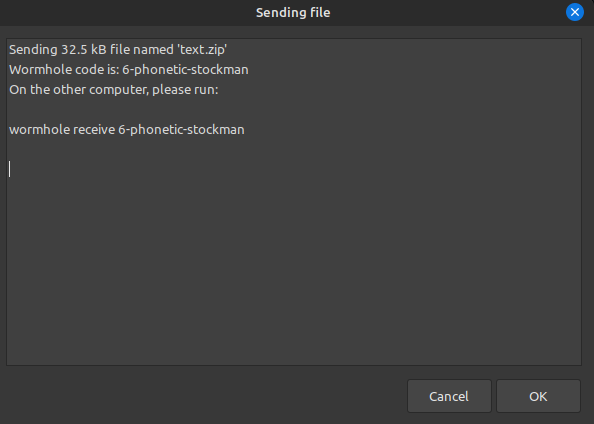 Sending file
Sending 32.5 kB file named 'text.zip'
Wormhole code is: 6-phonetic-stockman
On the other computer, please run:
wormhole receive 6-phonetic-stockman
Cancel
OK